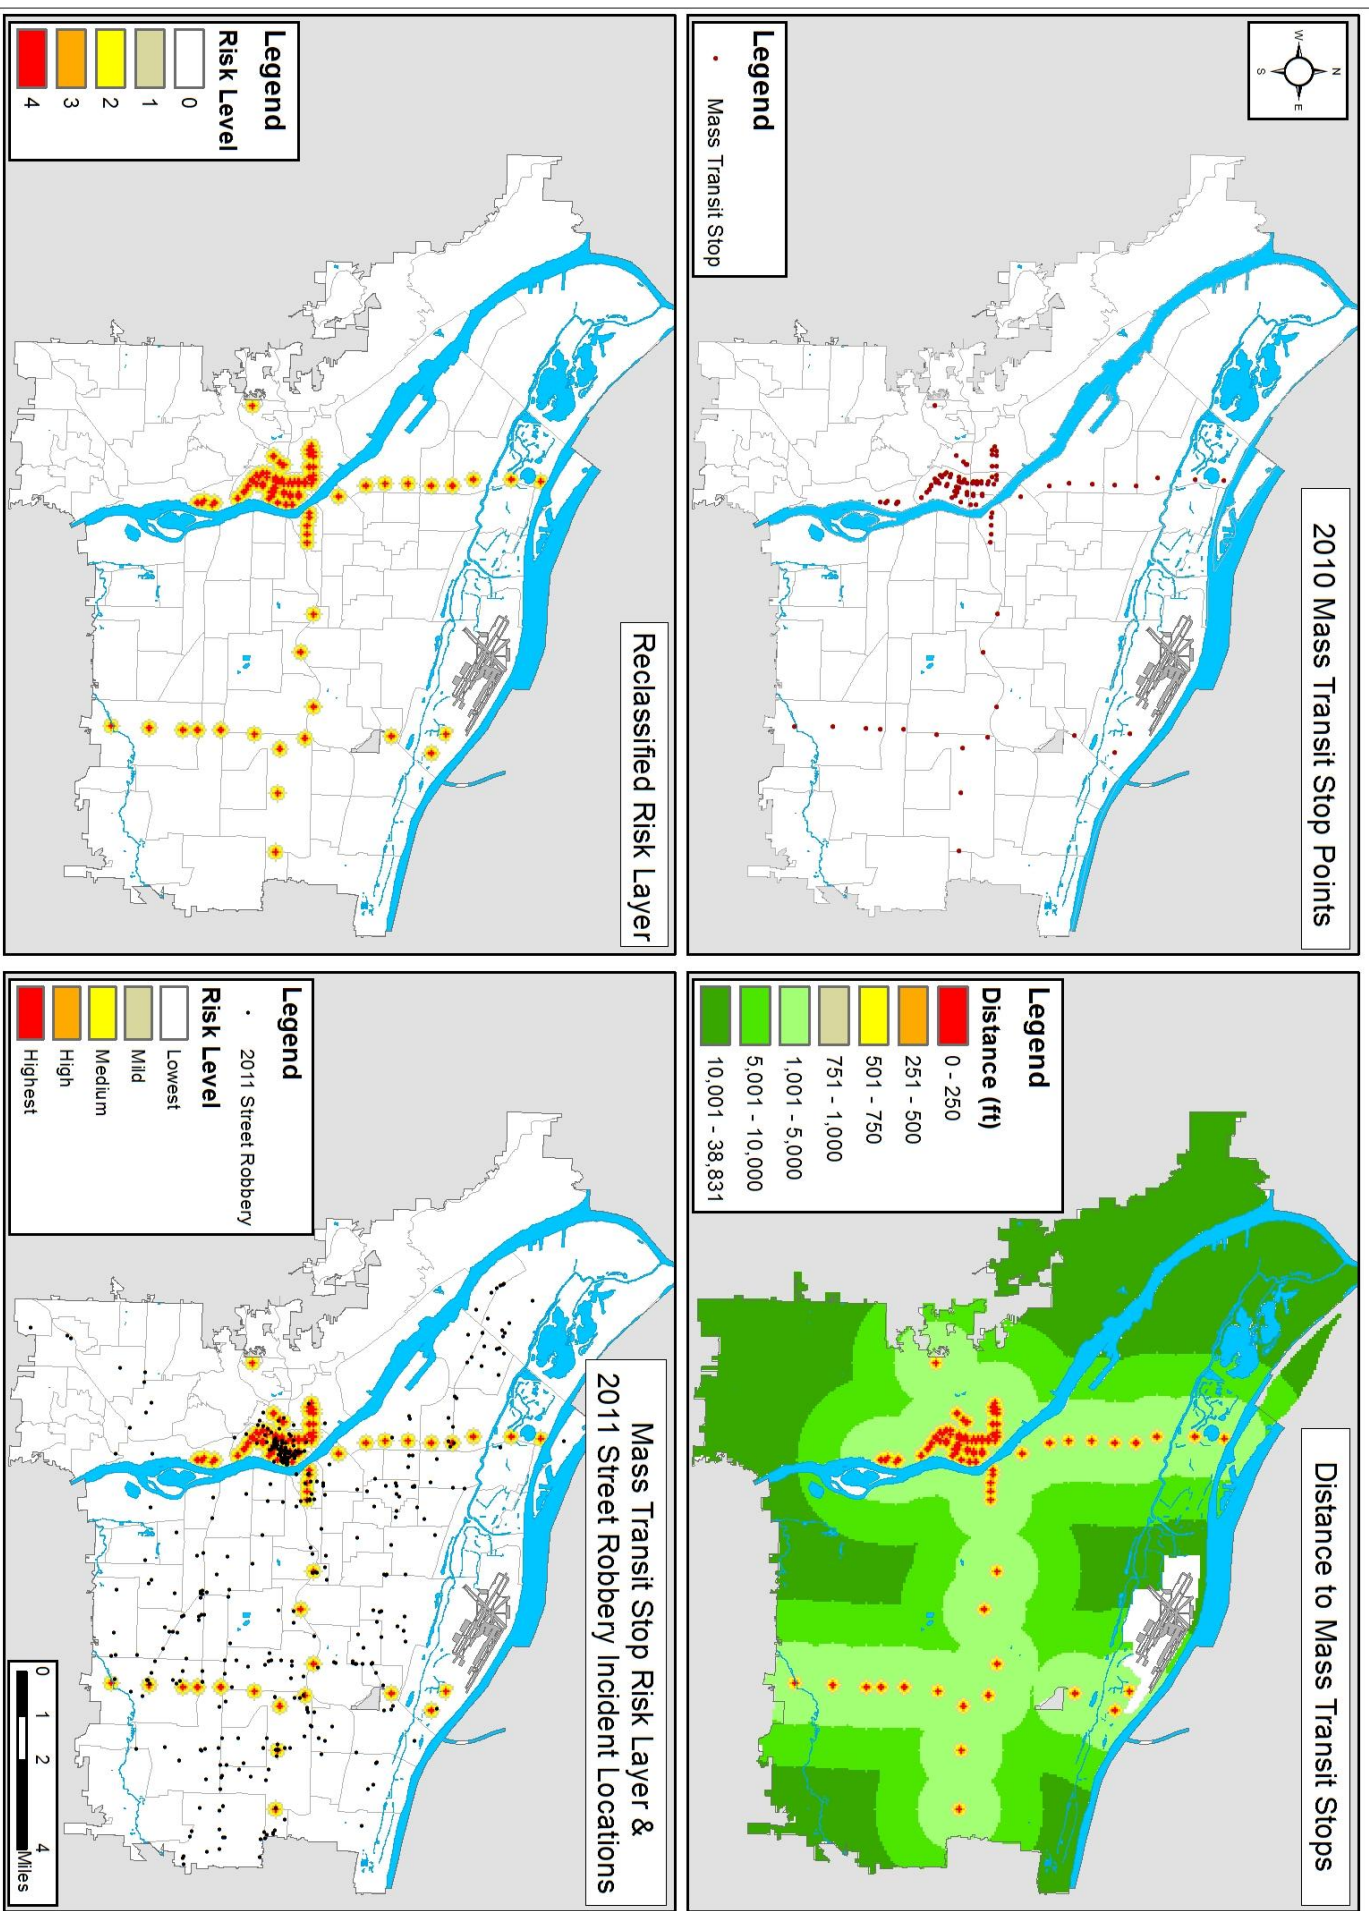 2010 Mass Transit Stop Points
N
W
E
S
Legend
Mass Transit Stop
Distance to Mass Transit Stops
Legend
Distance (ft)
0 - 250
251 - 500
501 - 750
751 - 1,000
1,001 - 5,000
5,001 - 10,000
10,001 - 38,831
Reclassified Risk Layer
Legend
Risk Level
0
1
2
3
4
Mass Transit Stop Risk Layer &
2011 Street Robbery Incident Locations
Legend
2011 Street Robbery
Risk Level
Lowest
Mild
Medium
High
Highest
0 1 2 4
Miles